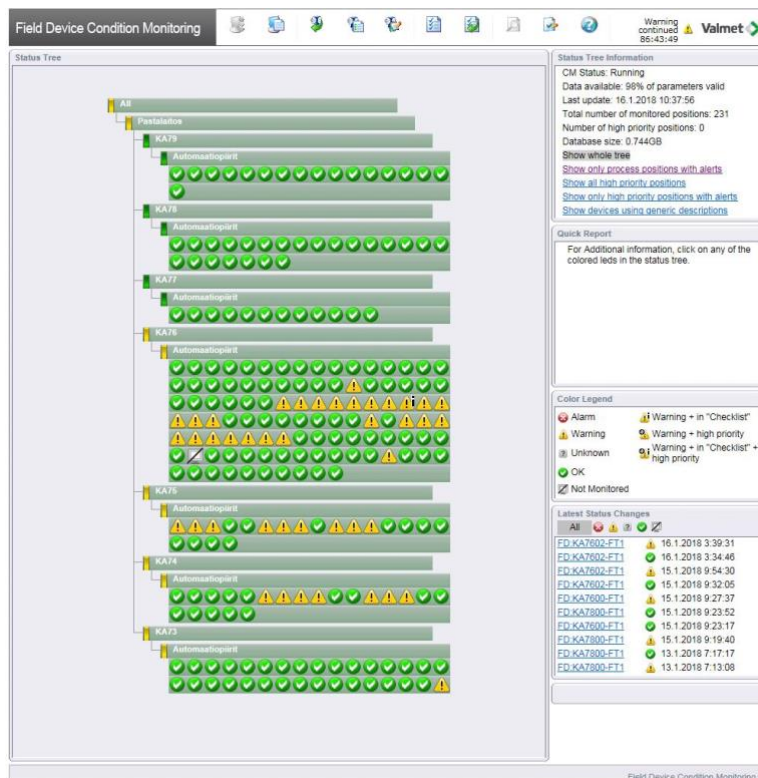 Field Device Condition Monitoring
Warning
continued
86:43:49
Valmet
Status Tree
All
Pastalaitos
KA79
Automaatiopiirit
KA78
Automaatiopiirit
KA77
Automaatiopiirit
KA76
Automaatiopiirit
KA75
Automaatiopiirit
KA74
Automaatiopiirit
KA73
Automaatiopiirit
Status Tree Information
CM Status: Running
Data available: 98% of parameters valid
Last update: 16.1.2018 10:37:56
Total number of monitored positions: 231
Number of high priority positions: 0
Database size: 0.744GB
Show whole tree
Show only process positions with alerts
Show all high priority positions
Show only high priority positions with alerts
Show devices using generic descriptions
Quick Report
For Additional information, click on any of the
colored leds in the status tree.
Color Legend
Alarm
Warning + in "Checklist"
Warning
Warning + high priority
Unknown
Warning + in "Checklist" +
high priority
OK
Not Monitored
Latest Status Changes
All
FD:KA7602-FT1 16.1.2018 3:39:31
FD:KA7602-FT1 16.1.2018 3:34:46
FD:KA7602-FT1 15.1.2018 9:54:30
FD:KA7602-FT1 15.1.2018 9:32:05
FD:KA7600-FT1 15.1.2018 9:27:37
FD:KA7800-FT1 15.1.2018 9:23:52
FD:KA7600-FT1 15.1.2018 9:23:17
FD:KA7800-FT1 15.1.2018 9:19:40
FD:KA7800-FT1 13.1.2018 7:17:17
FD:KA7800-FT1 13.1.2018 7:13:08
Field Device Condition Monitoring